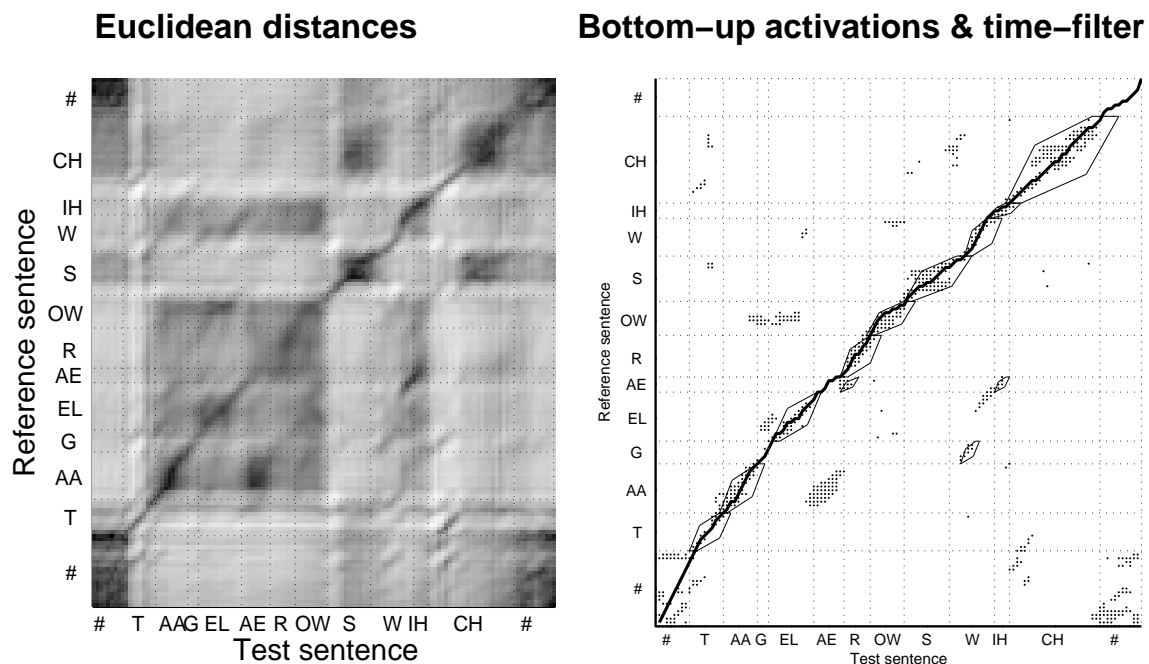 Euclidean distances
#
CH
IH
W
S
OW
R
AE
EL
G
AA
T
#
Reference sentence
# T AA G EL AE R OW S W IH CH #
Test sentence
Bottom−up activations & time−filter
#
CH
IH
W
S
OW
R
AE
EL
G
AA
T
#
Reference sentence
# T AA G EL AE R OW S W IH CH #
Test sentence